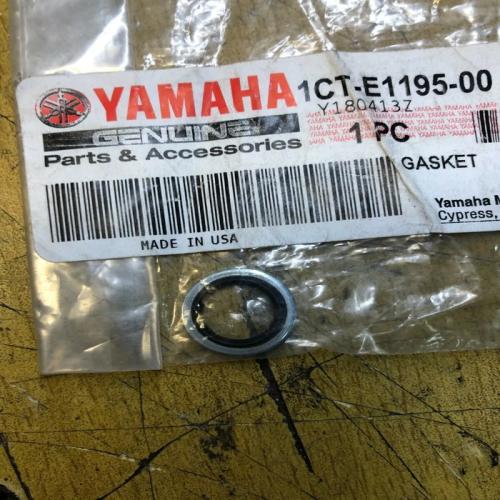 YAMAHA
1CT-E1195-00
Y180413Z
GENUINE
1 PC
Parts & Accessories
GASKET
MADE IN USA
Yamaha M
Cypress,